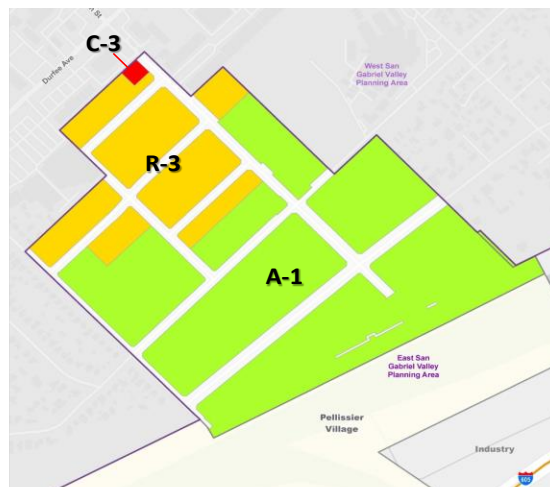 St
C-3
Durfee Ave
West San
Gabriel Valley
Planning Area
R-3
A-1
East San
Gabriel Valley
Planning Area
Pellissier
Village
Industry
605